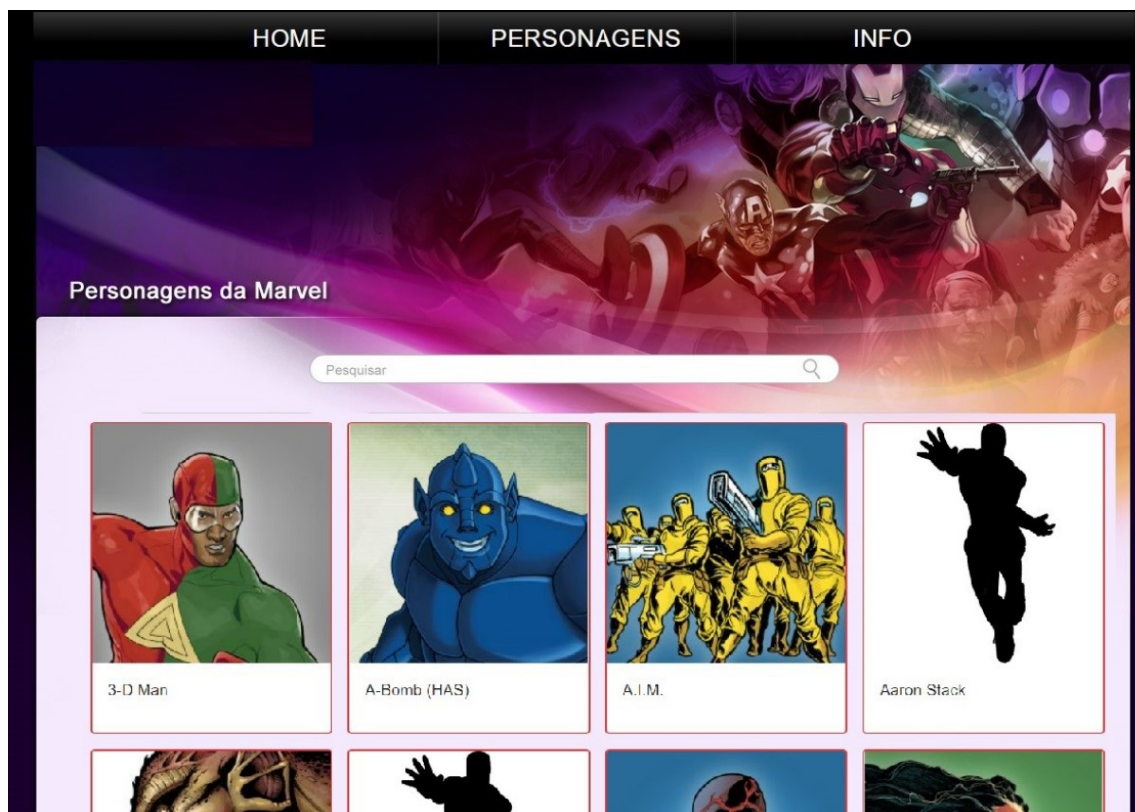 HOME PERSONAGENS INFO
Personagens da Marvel
Pesquisar
3-D Man A-Bomb (HAS) A.I.M. Aaron Stack